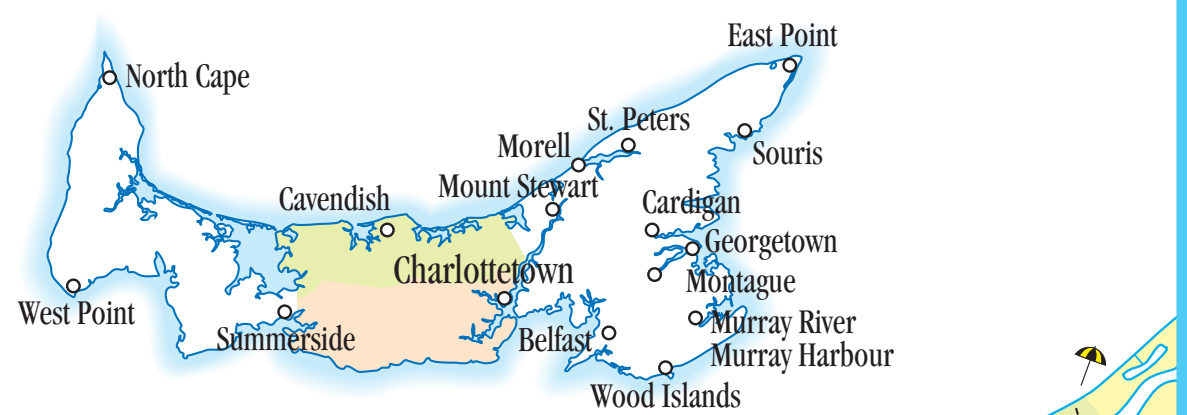 East Point
North Cape
St. Peters
Morell
Souris
Mount Stewart
Cavendish
Cardigan
Georgetown
Charlottetown
Montague
West Point
Murray River
Summerside
Belfast
Murray Harbour
Wood Islands